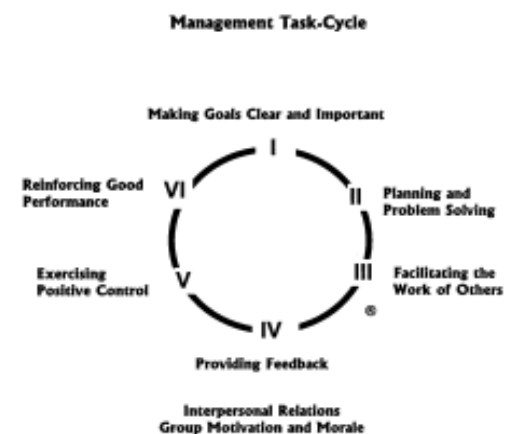 Management Task-Cycle
Making Goals Clear and Important
I
II
Planning and
Problem Solving
III
Facilitating the
Work of Others
®
IV
Providing Feedback
V
Exercising
Positive Control
VI
Reinforcing Good
Performance
Interpersonal Relations
Group Motivation and Morale